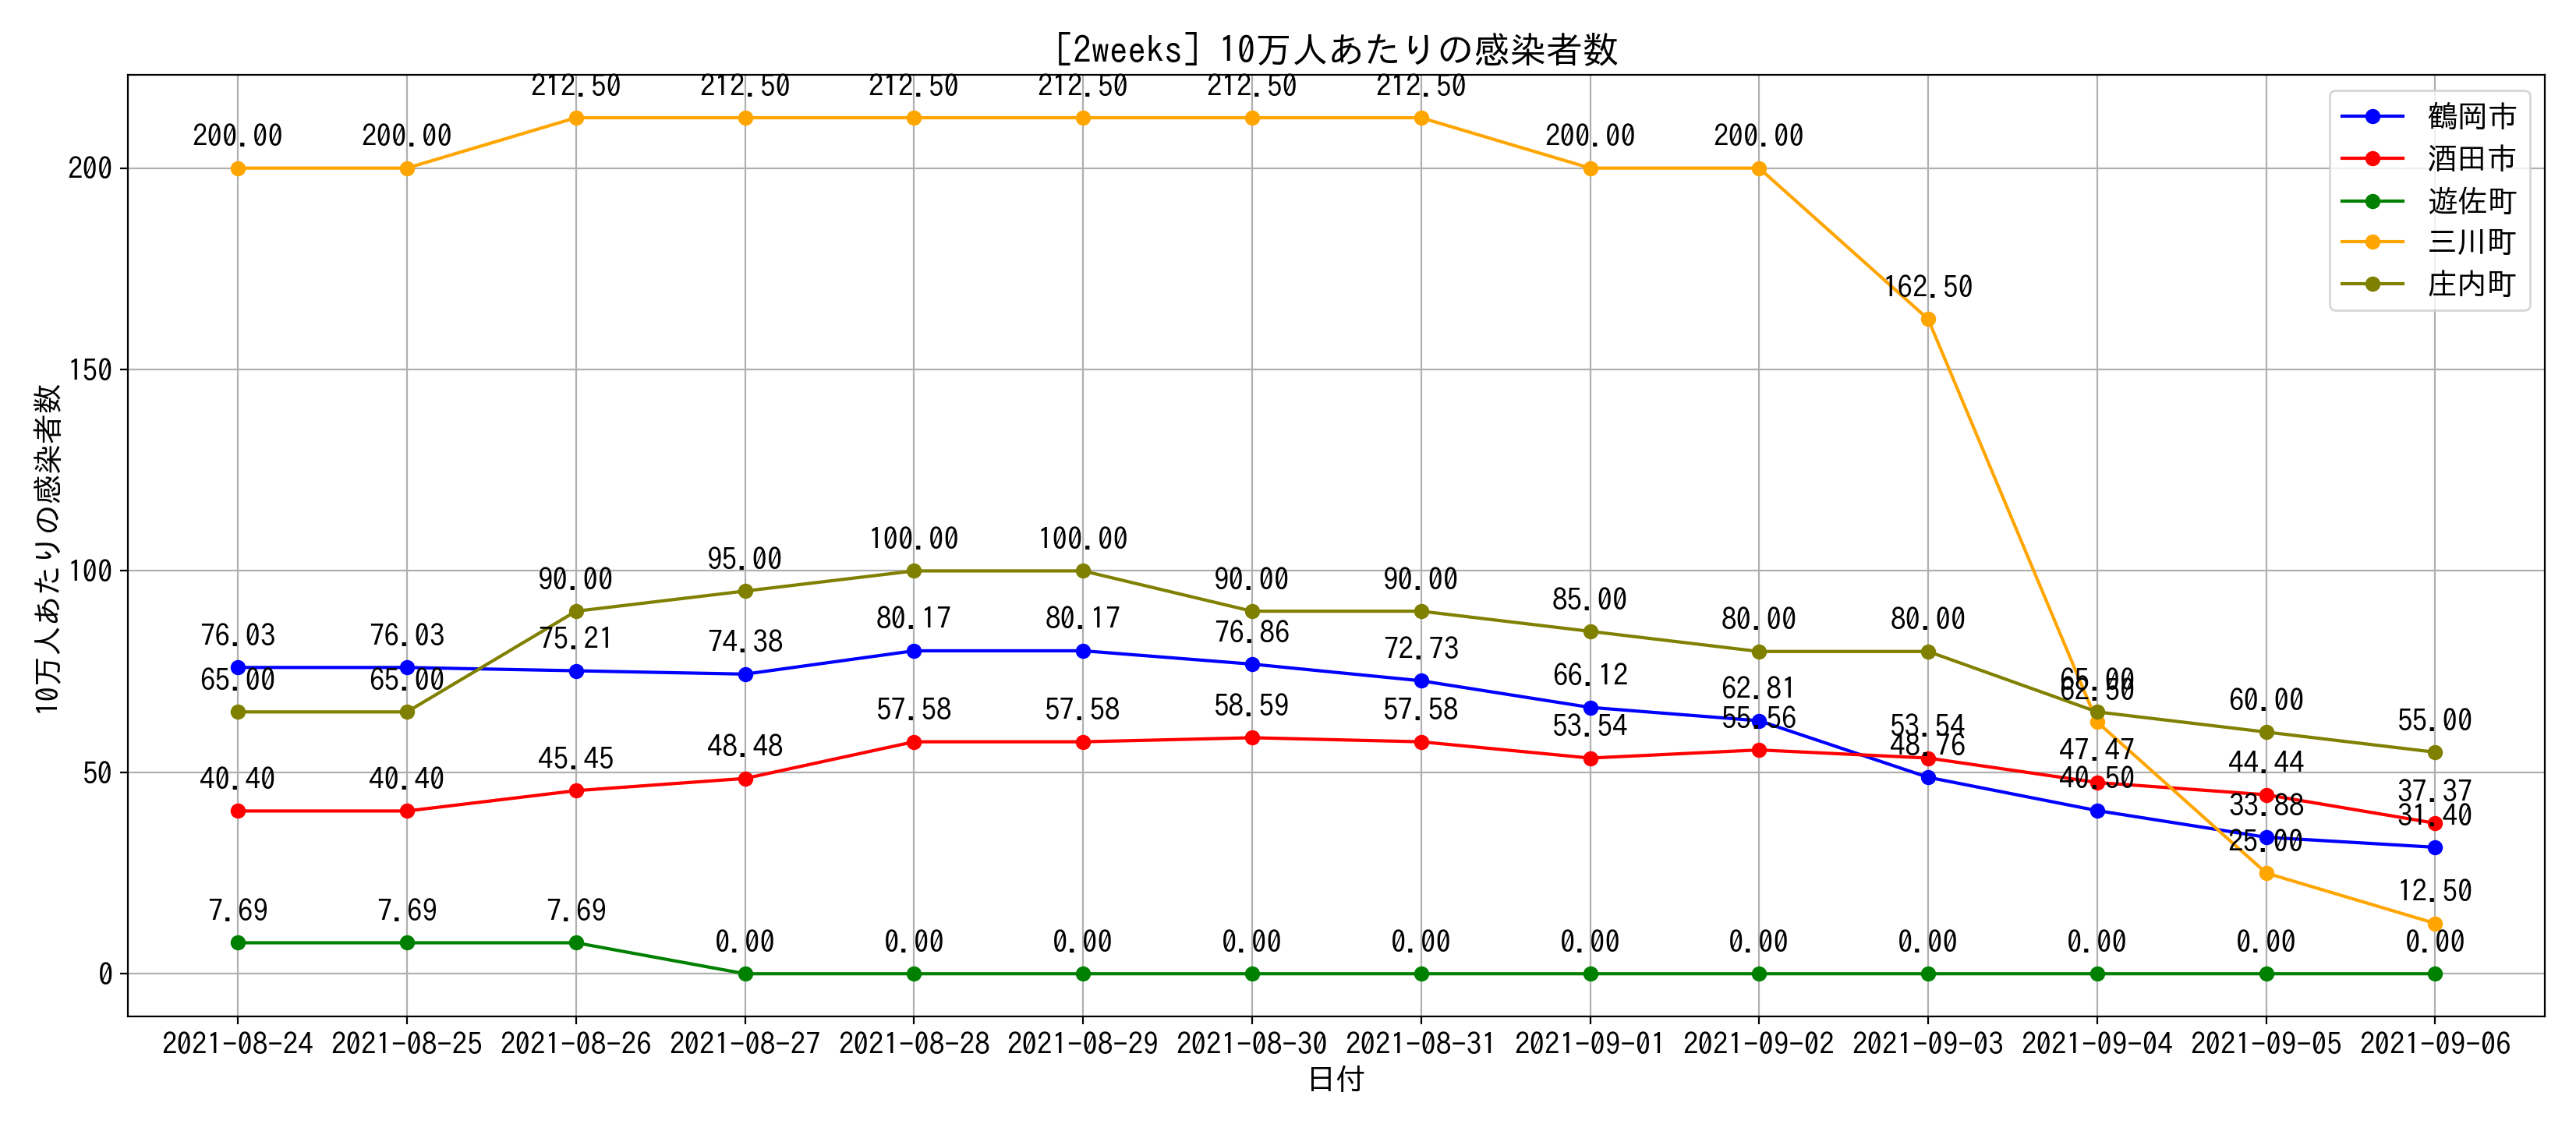 [2weeks] 10万人あたりの感染者数
10万人あたりの感染者数
200
150
100
50
0
鶴岡市
酒田市
遊佐町
三川町
庄内町
200.00 200.00 212.50 212.50 212.50 212.50 212.50 212.50 200.00 200.00 162.50 62.50 25.00 12.50
65.00 65.00 90.00 95.00 100.00 100.00 90.00 90.00 85.00 80.00 80.00 65.00 60.00 55.00
76.03 76.03 75.21 74.38 80.17 80.17 76.86 72.73 66.12 62.81 48.76 40.50 33.88 31.40
40.40 40.40 45.45 48.48 57.58 57.58 58.59 57.58 53.54 55.56 53.54 47.47 44.44 37.37
7.69 7.69 7.69 0.00 0.00 0.00 0.00 0.00 0.00 0.00 0.00 0.00 0.00 0.00
2021-08-24 2021-08-25 2021-08-26 2021-08-27 2021-08-28 2021-08-29 2021-08-30 2021-08-31 2021-09-01 2021-09-02 2021-09-03 2021-09-04 2021-09-05 2021-09-06
日付